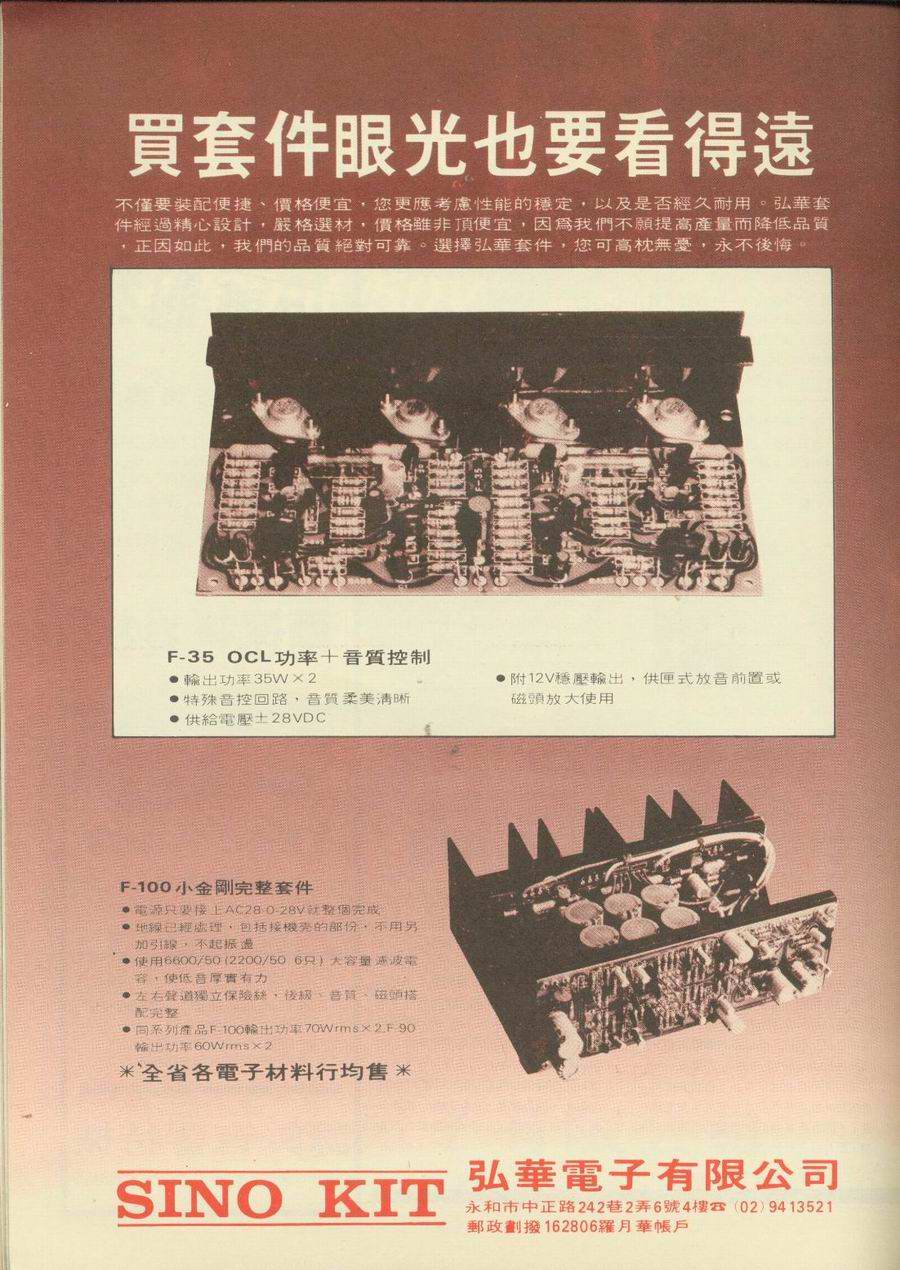 買套件眼光也要看得遠
不僅要裝配便捷、價格便宜，您更應考慮性能的穩定，以及是否經久耐用。弘華套
件經過精心設計，嚴格選材，價格雖非頂便宜，因為我們不願提高產量而降低品質
，正因如此，我們的品質絕對可靠。選擇弘華套件，您可高枕無憂，永不後悔。
F-35 OCL功率＋音質控制
●輸出功率35W×2
●特殊音控回路，音質柔美清晰
●供給電壓±28VDC
●附12V穩壓輸出，供匣式放音前置或
磁頭放大使用
F-100小金剛完整套件
●電源只要接上AC28-0-28V就整個完成
●地線已經處理，包括接機壳的部份，不用另
加引線，不起振盪
●使用6600/50(2200/50 6只)大容量濾波電
容，使低音厚實有力
●左右聲道獨立保險絲，後級、音質、磁頭搭
配完整
●同系列產品F-100輸出功率70Wrms×2.F-90
輸出功率60Wrms×2
＊全省各電子材料行均售＊
SINO KIT
弘華電子有限公司
永和市中正路242巷2弄6號4樓☎(02)9413521
郵政劃撥162806羅月華帳戶